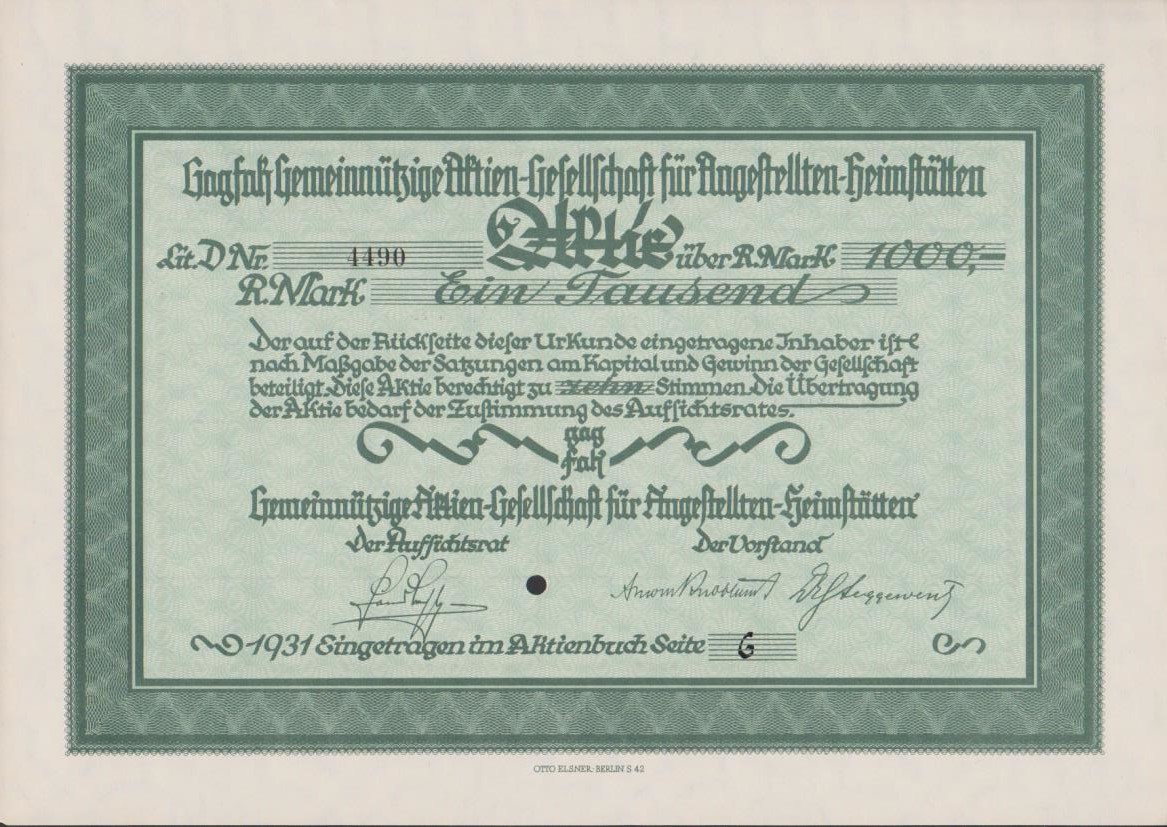 Gagfah Gemeinnützige Aktien-Gesellschaft für Angestellten-Heimstätten
Aktie
Lit. D Nr. 4490 über R.Mark 1000,-
R.Mark Ein Tausend
Der auf der Rückseite dieser Urkunde eingetragene Inhaber ist
nach Maßgabe der Satzungen am Kapital und Gewinn der Gesellschaft
beteiligt. Diese Aktie berechtigt zu zehn Stimmen. Die Übertragung
der Aktie bedarf der Zustimmung des Aufsichtsrates.
gag
fah
Gemeinnützige Aktien-Gesellschaft für Angestellten-Heimstätten
Der Aufsichtsrat Der Vorstand
1931 Eingetragen im Aktienbuch Seite 6
OTTO ELSNER·BERLIN S 42